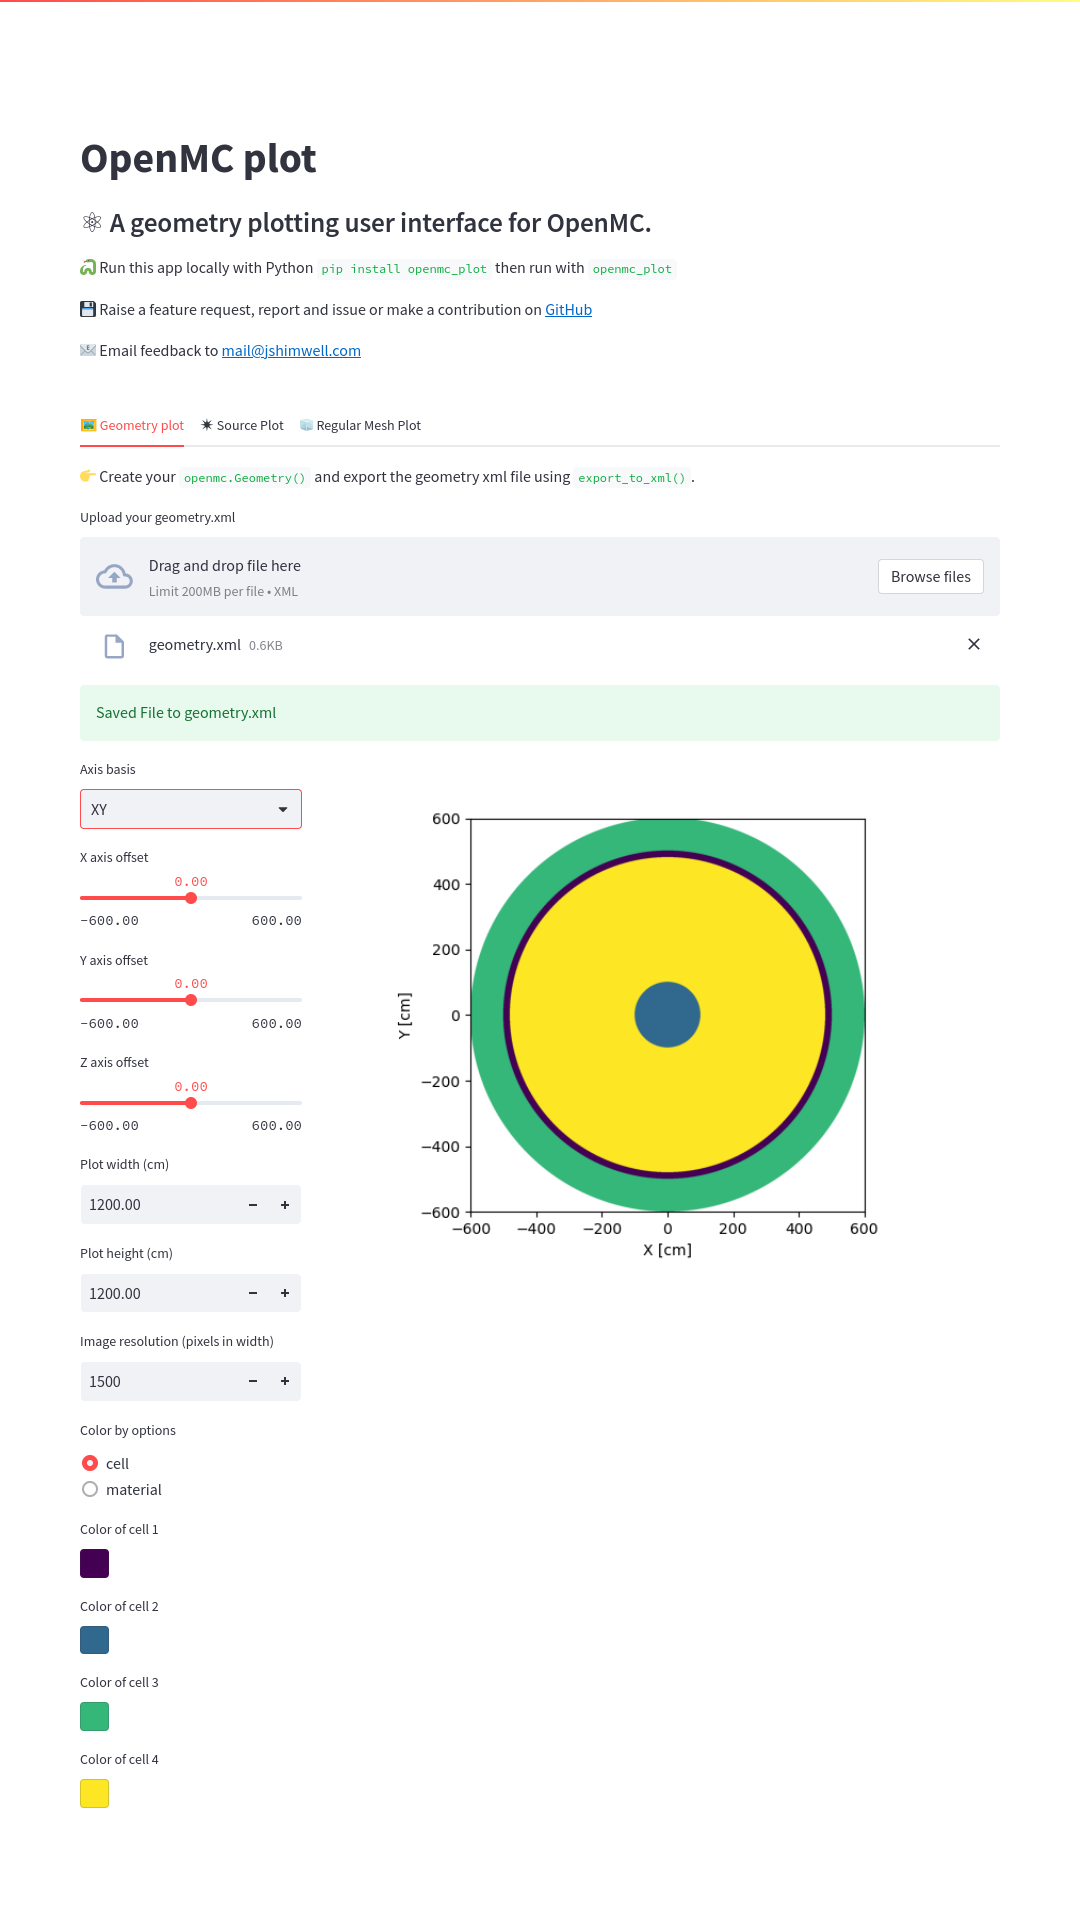 OpenMC plot
⚛ A geometry plotting user interface for OpenMC.
🐍 Run this app locally with Python pip install openmc_plot then run with openmc_plot
💾 Raise a feature request, report and issue or make a contribution on GitHub
📧 Email feedback to mail@jshimwell.com
🖼️ Geometry plot ✷ Source Plot 🧊 Regular Mesh Plot
👉 Create your openmc.Geometry() and export the geometry xml file using export_to_xml() .
Upload your geometry.xml
Drag and drop file here
Limit 200MB per file • XML
Browse files
geometry.xml 0.6KB
Saved File to geometry.xml
Axis basis
XY
X axis offset
0.00
-600.00 600.00
Y axis offset
0.00
-600.00 600.00
Z axis offset
0.00
-600.00 600.00
Plot width (cm)
1200.00
Plot height (cm)
1200.00
Image resolution (pixels in width)
1500
Color by options
cell
material
Color of cell 1
Color of cell 2
Color of cell 3
Color of cell 4
600
400
200
0
−200
−400
−600
Y [cm]
−600 −400 −200 0 200 400 600
X [cm]